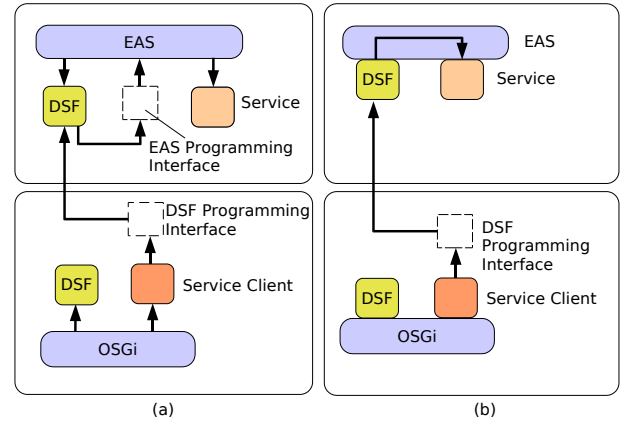 EAS
DSF
Service
EAS Programming
Interface
DSF Programming
Interface
DSF
Service Client
OSGi
(a)
EAS
DSF
Service
DSF
Programming
Interface
DSF
Service Client
OSGi
(b)